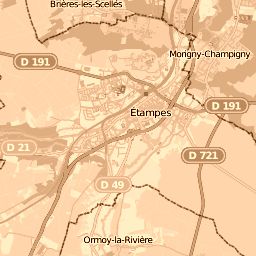 Brières-les-Scellés
Morigny-Champigny
D 191
D 191
Étampes
D 21
D 721
D 49
Ormoy-la-Rivière